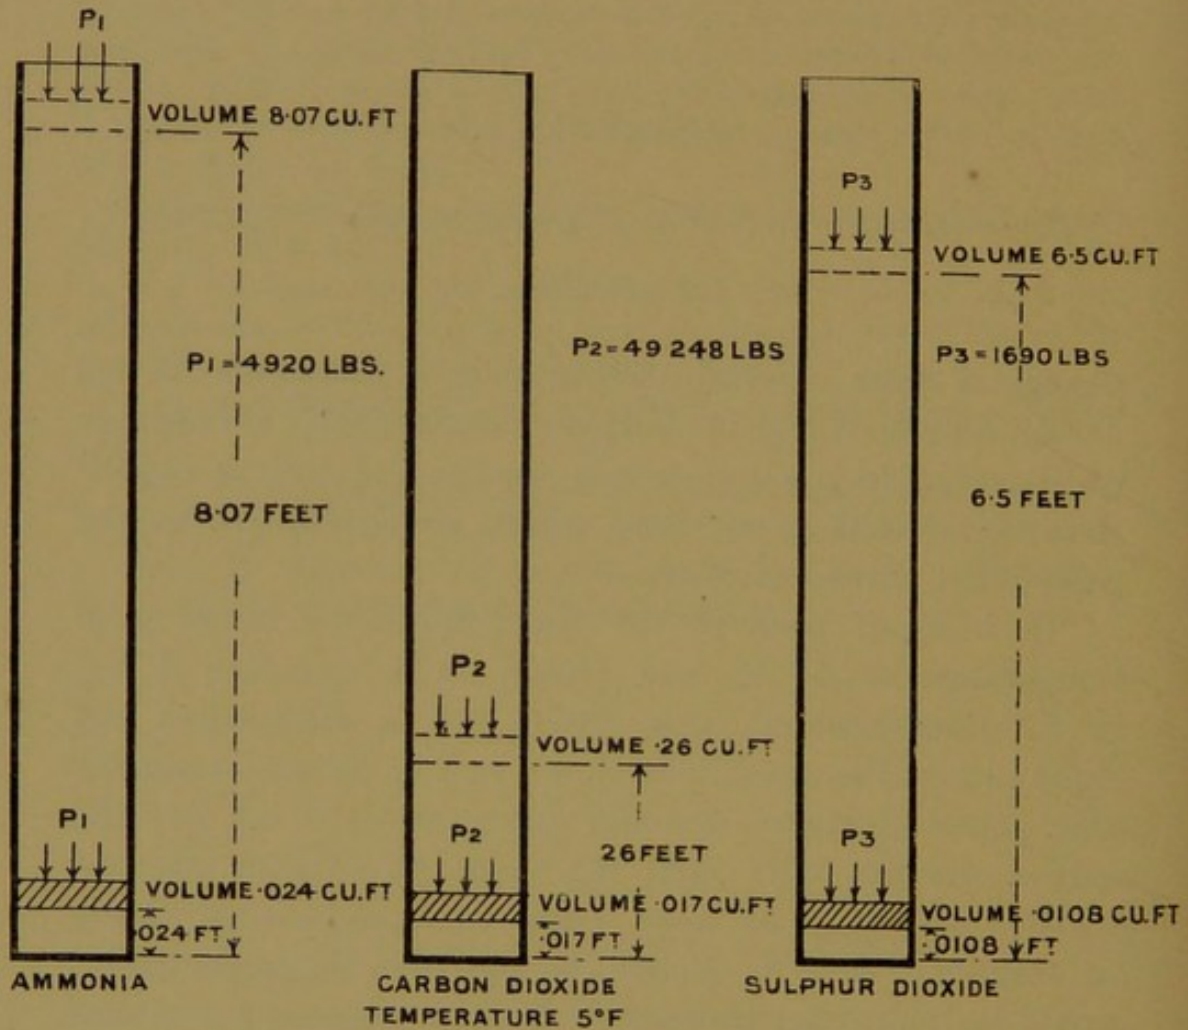 P1
VOLUME 8·07 CU. FT
P3
VOLUME 6·5 CU. FT
P1 = 4920 LBS.
P2 = 49 248 LBS
P3 = 1690 LBS
8·07 FEET
6·5 FEET
P2
VOLUME ·26 CU. FT
P1
P2
26 FEET
P3
VOLUME ·024 CU. FT
VOLUME ·017 CU. FT
VOLUME ·0108 CU. FT
·024 FT
·017 FT
·0108 FT
AMMONIA
CARBON DIOXIDE
SULPHUR DIOXIDE
TEMPERATURE 5°F